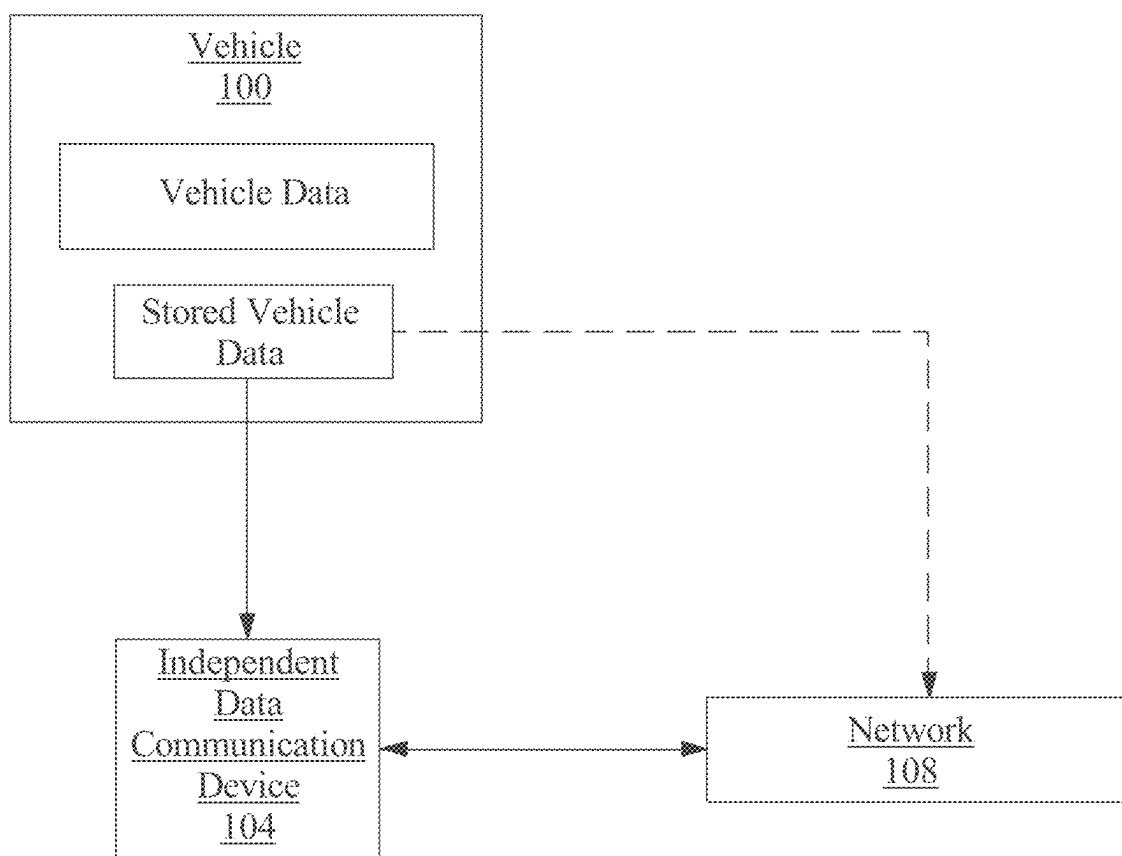 Vehicle
100
Vehicle Data
Stored Vehicle
Data
Independent
Data
Communication
Device
104
Network
108